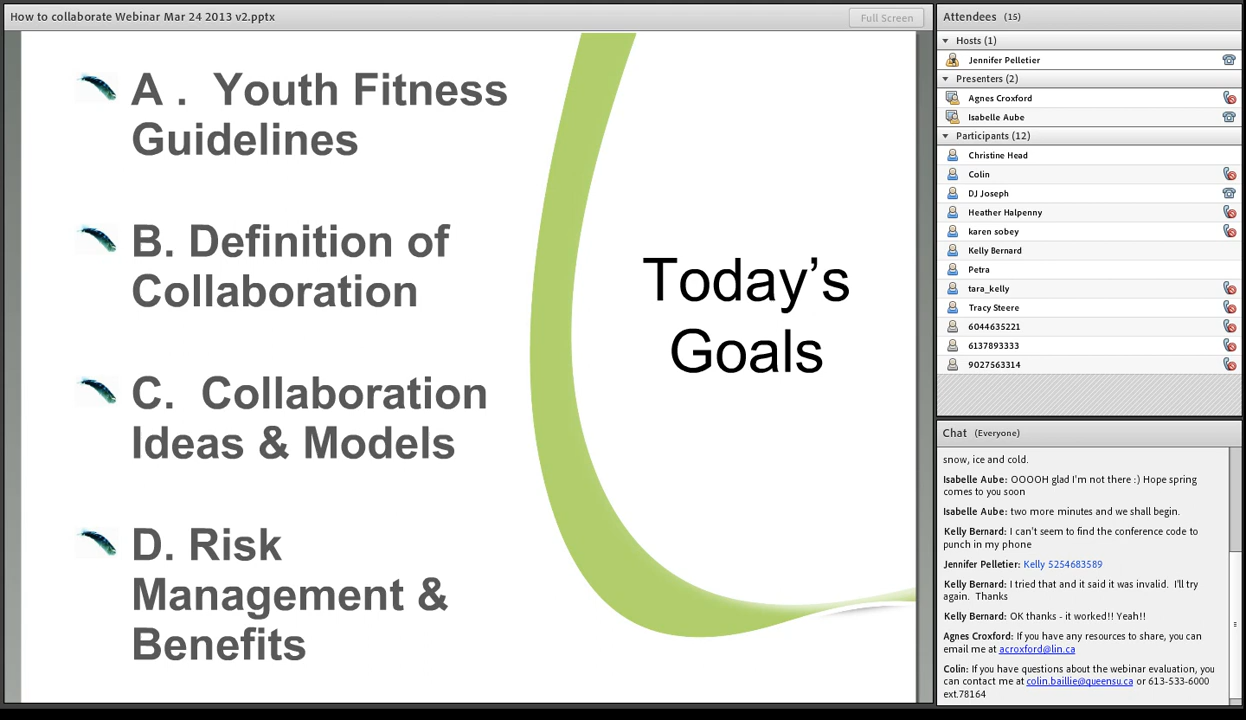 How to collaborate Webinar Mar 24 2013 v2.pptx
Full Screen
A .  Youth Fitness
Guidelines
B. Definition of
Collaboration
C.  Collaboration
Ideas & Models
D. Risk
Management &
Benefits
Today’s
Goals
Attendees (15)
Hosts (1)
Jennifer Pelletier
Presenters (2)
Agnes Croxford
Isabelle Aube
Participants (12)
Christine Head
Colin
DJ Joseph
Heather Halpenny
karen sobey
Kelly Bernard
Petra
tara_kelly
Tracy Steere
6044635221
6137893333
9027563314
Chat (Everyone)
snow, ice and cold.
Isabelle Aube: OOOOH glad I'm not there :) Hope spring
comes to you soon
Isabelle Aube: two more minutes and we shall begin.
Kelly Bernard: I can't seem to find the conference code to
punch in my phone
Jennifer Pelletier: Kelly 5254683589
Kelly Bernard: I tried that and it said it was invalid.  I'll try
again.  Thanks
Kelly Bernard: OK thanks - it worked!! Yeah!!
Agnes Croxford: If you have any resources to share, you can
email me at acroxford@lin.ca
Colin: If you have questions about the webinar evaluation, you
can contact me at colin.baillie@queensu.ca or 613-533-6000
ext.78164